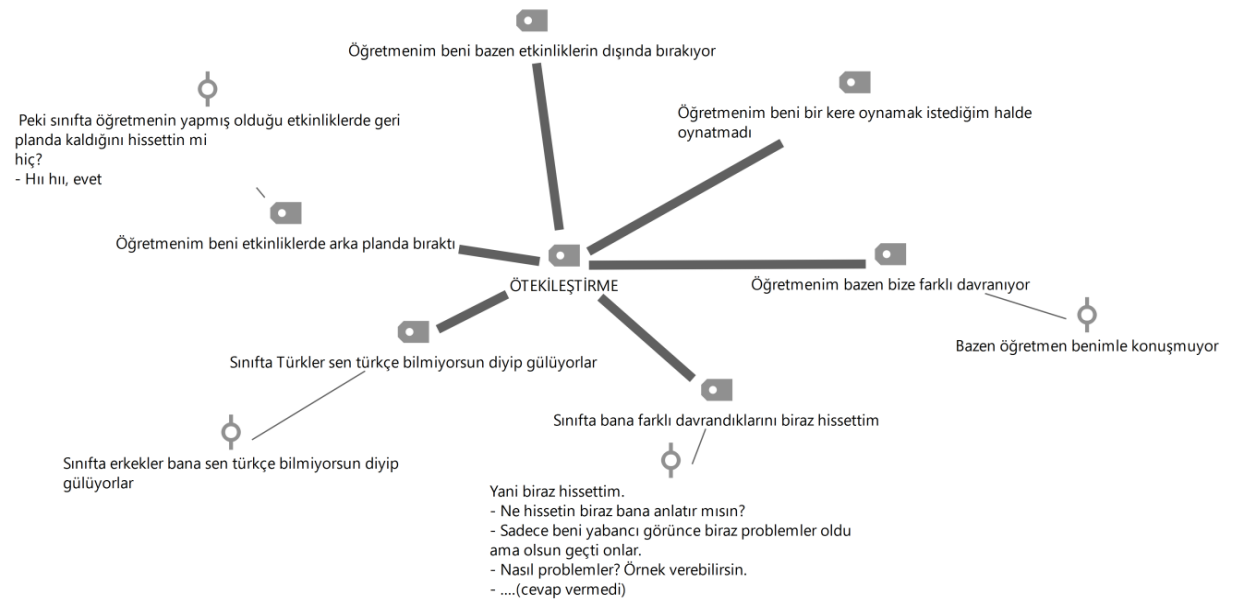 Öğretmenim beni bazen etkinliklerin dışında bırakıyor
Öğretmenim beni bir kere oynamak istediğim halde
oynatmadı
Peki sınıfta öğretmenin yapmış olduğu etkinliklerde geri
planda kaldığını hissettin mi
hiç?
- Hıı hıı, evet
Öğretmenim beni etkinliklerde arka planda bıraktı
ÖTEKİLEŞTİRME
Öğretmenim bazen bize farklı davranıyor
Bazen öğretmen benimle konuşmuyor
Sınıfta Türkler sen türkçe bilmiyorsun diyip gülüyorlar
Sınıfta erkekler bana sen türkçe bilmiyorsun diyip
gülüyorlar
Sınıfta bana farklı davrandıklarını biraz hissettim
Yani biraz hissettim.
- Ne hissetin biraz bana anlatır mısın?
- Sadece beni yabancı görünce biraz problemler oldu
ama olsun geçti onlar.
- Nasıl problemler? Örnek verebilirsin.
- ....(cevap vermedi)